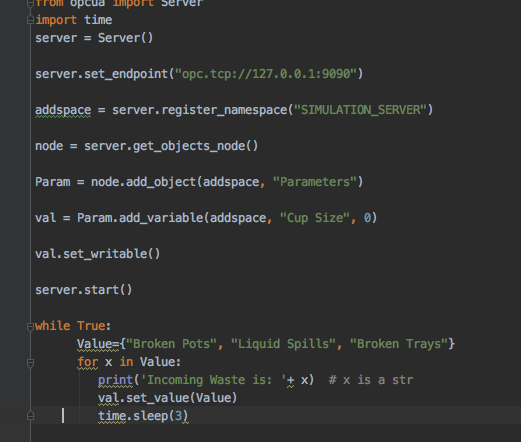 from opcua import Server
import time
server = Server()
server.set_endpoint("opc.tcp://127.0.0.1:9090")
addspace = server.register_namespace("SIMULATION_SERVER")
node = server.get_objects_node()
Param = node.add_object(addspace, "Parameters")
val = Param.add_variable(addspace, "Cup Size", 0)
val.set_writable()
server.start()
while True:
Value={"Broken Pots", "Liquid Spills", "Broken Trays"}
for x in Value:
print('Incoming Waste is: '+ x)  # x is a str
val.set_value(Value)
time.sleep(3)